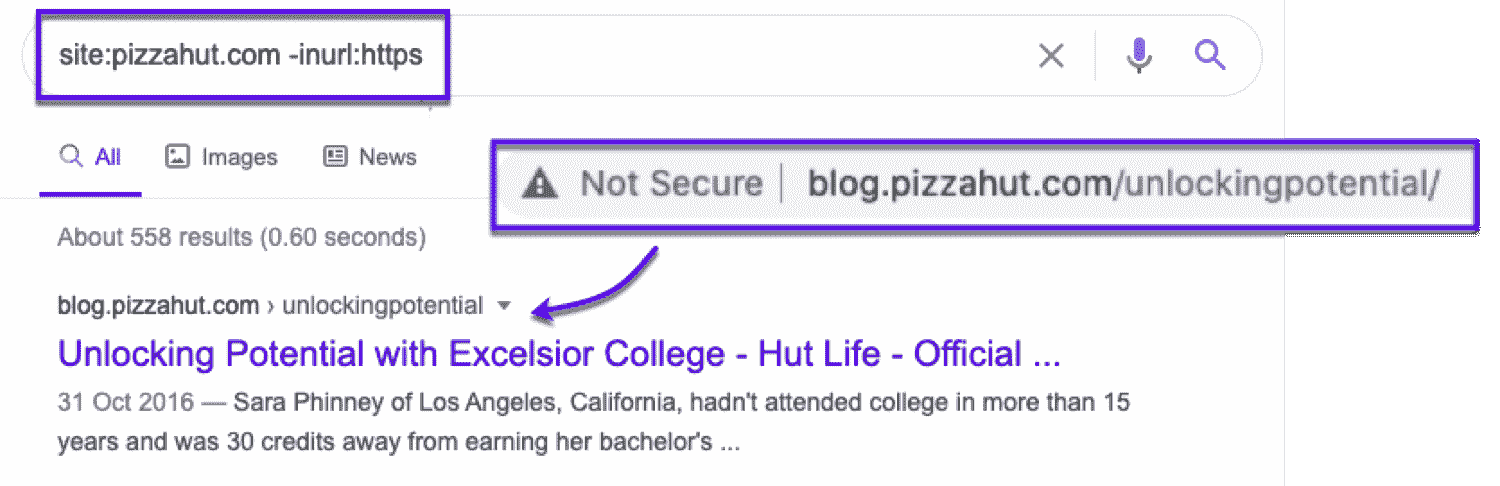 site:pizzahut.com -inurl:https
All Images News
Not Secure blog.pizzahut.com/unlockingpotential/
About 558 results (0.60 seconds)
blog.pizzahut.com › unlockingpotential
Unlocking Potential with Excelsior College - Hut Life - Official ...
31 Oct 2016 — Sara Phinney of Los Angeles, California, hadn't attended college in more than 15
years and was 30 credits away from earning her bachelor's ...